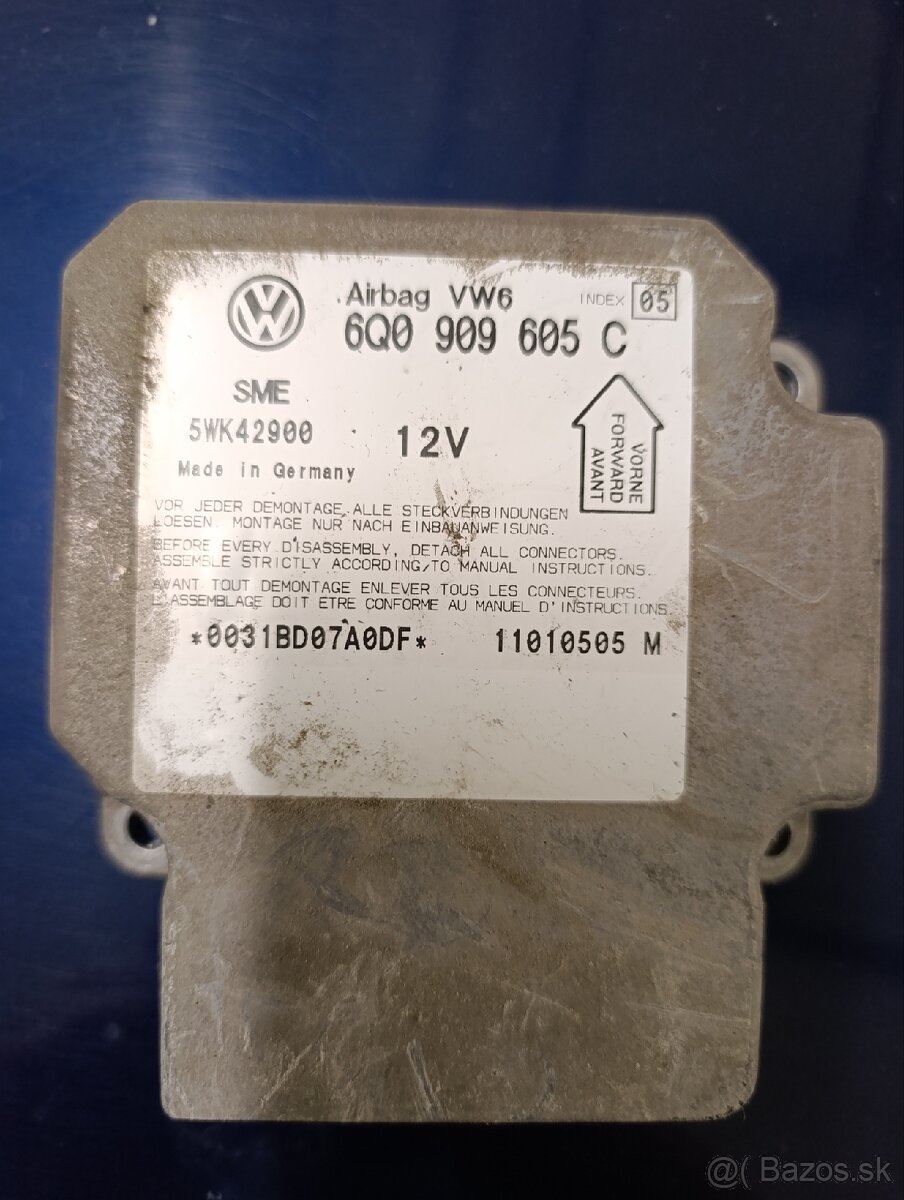 Airbag VW6 INDEX 05
6Q0 909 605 C
SME
5WK42900 12V
Made in Germany
VORNE
FORWARD
AVANT
VOR JEDER DEMONTAGE ALLE STECKVERBINDUNGEN
LOESEN. MONTAGE NUR NACH EINBAUANWEISUNG.
BEFORE EVERY DISASSEMBLY, DETACH ALL CONNECTORS.
ASSEMBLE STRICTLY ACCORDING/TO MANUAL INSTRUCTIONS.
AVANT TOUT DEMONTAGE ENLEVER TOUS LES CONNECTEURS.
L'ASSEMBLAGE DOIT ETRE CONFORME AU MANUEL D'INSTRUCTIONS
*0031BD07A0DF* 11010505 M
@( Bazos.sk